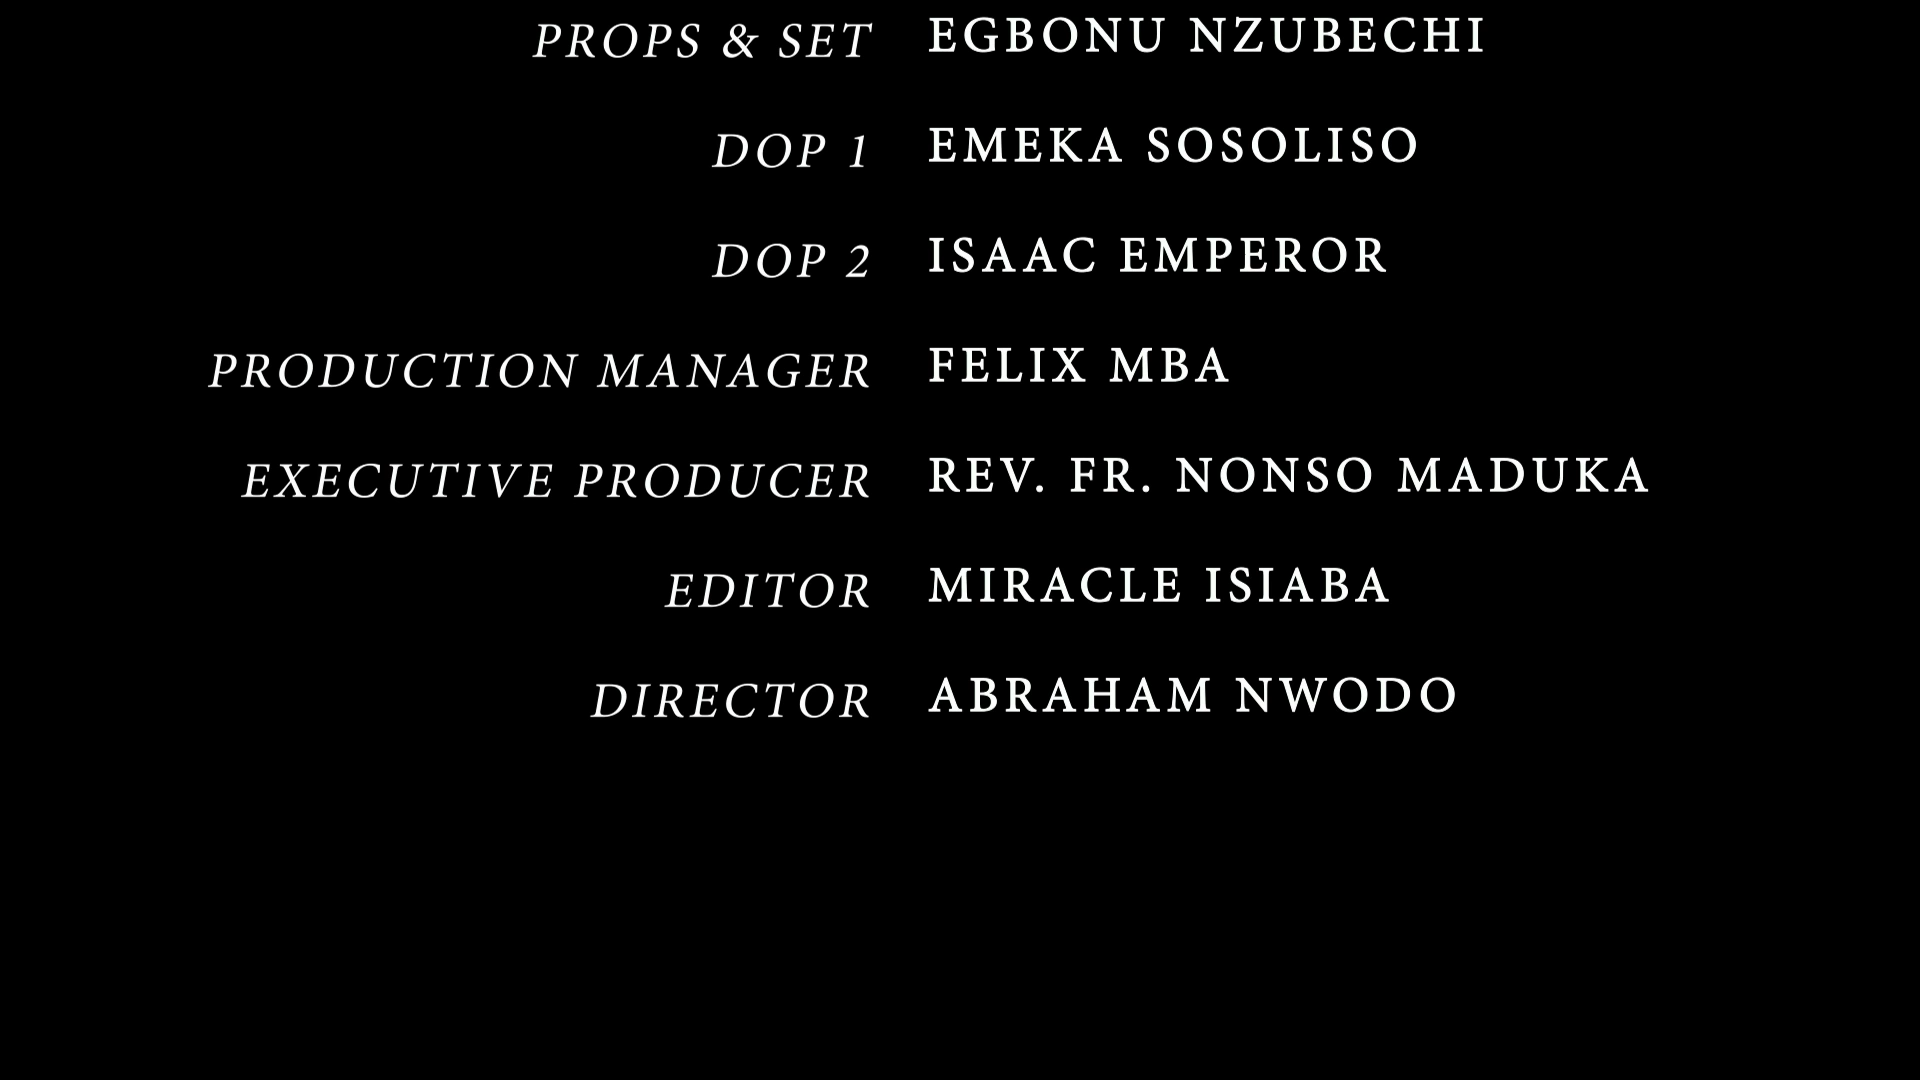 PROPS & SET EGBONU NZUBECHI
DOP 1 EMEKA SOSOLISO
DOP 2 ISAAC EMPEROR
PRODUCTION MANAGER FELIX MBA
EXECUTIVE PRODUCER REV. FR. NONSO MADUKA
EDITOR MIRACLE ISIABA
DIRECTOR ABRAHAM NWODO